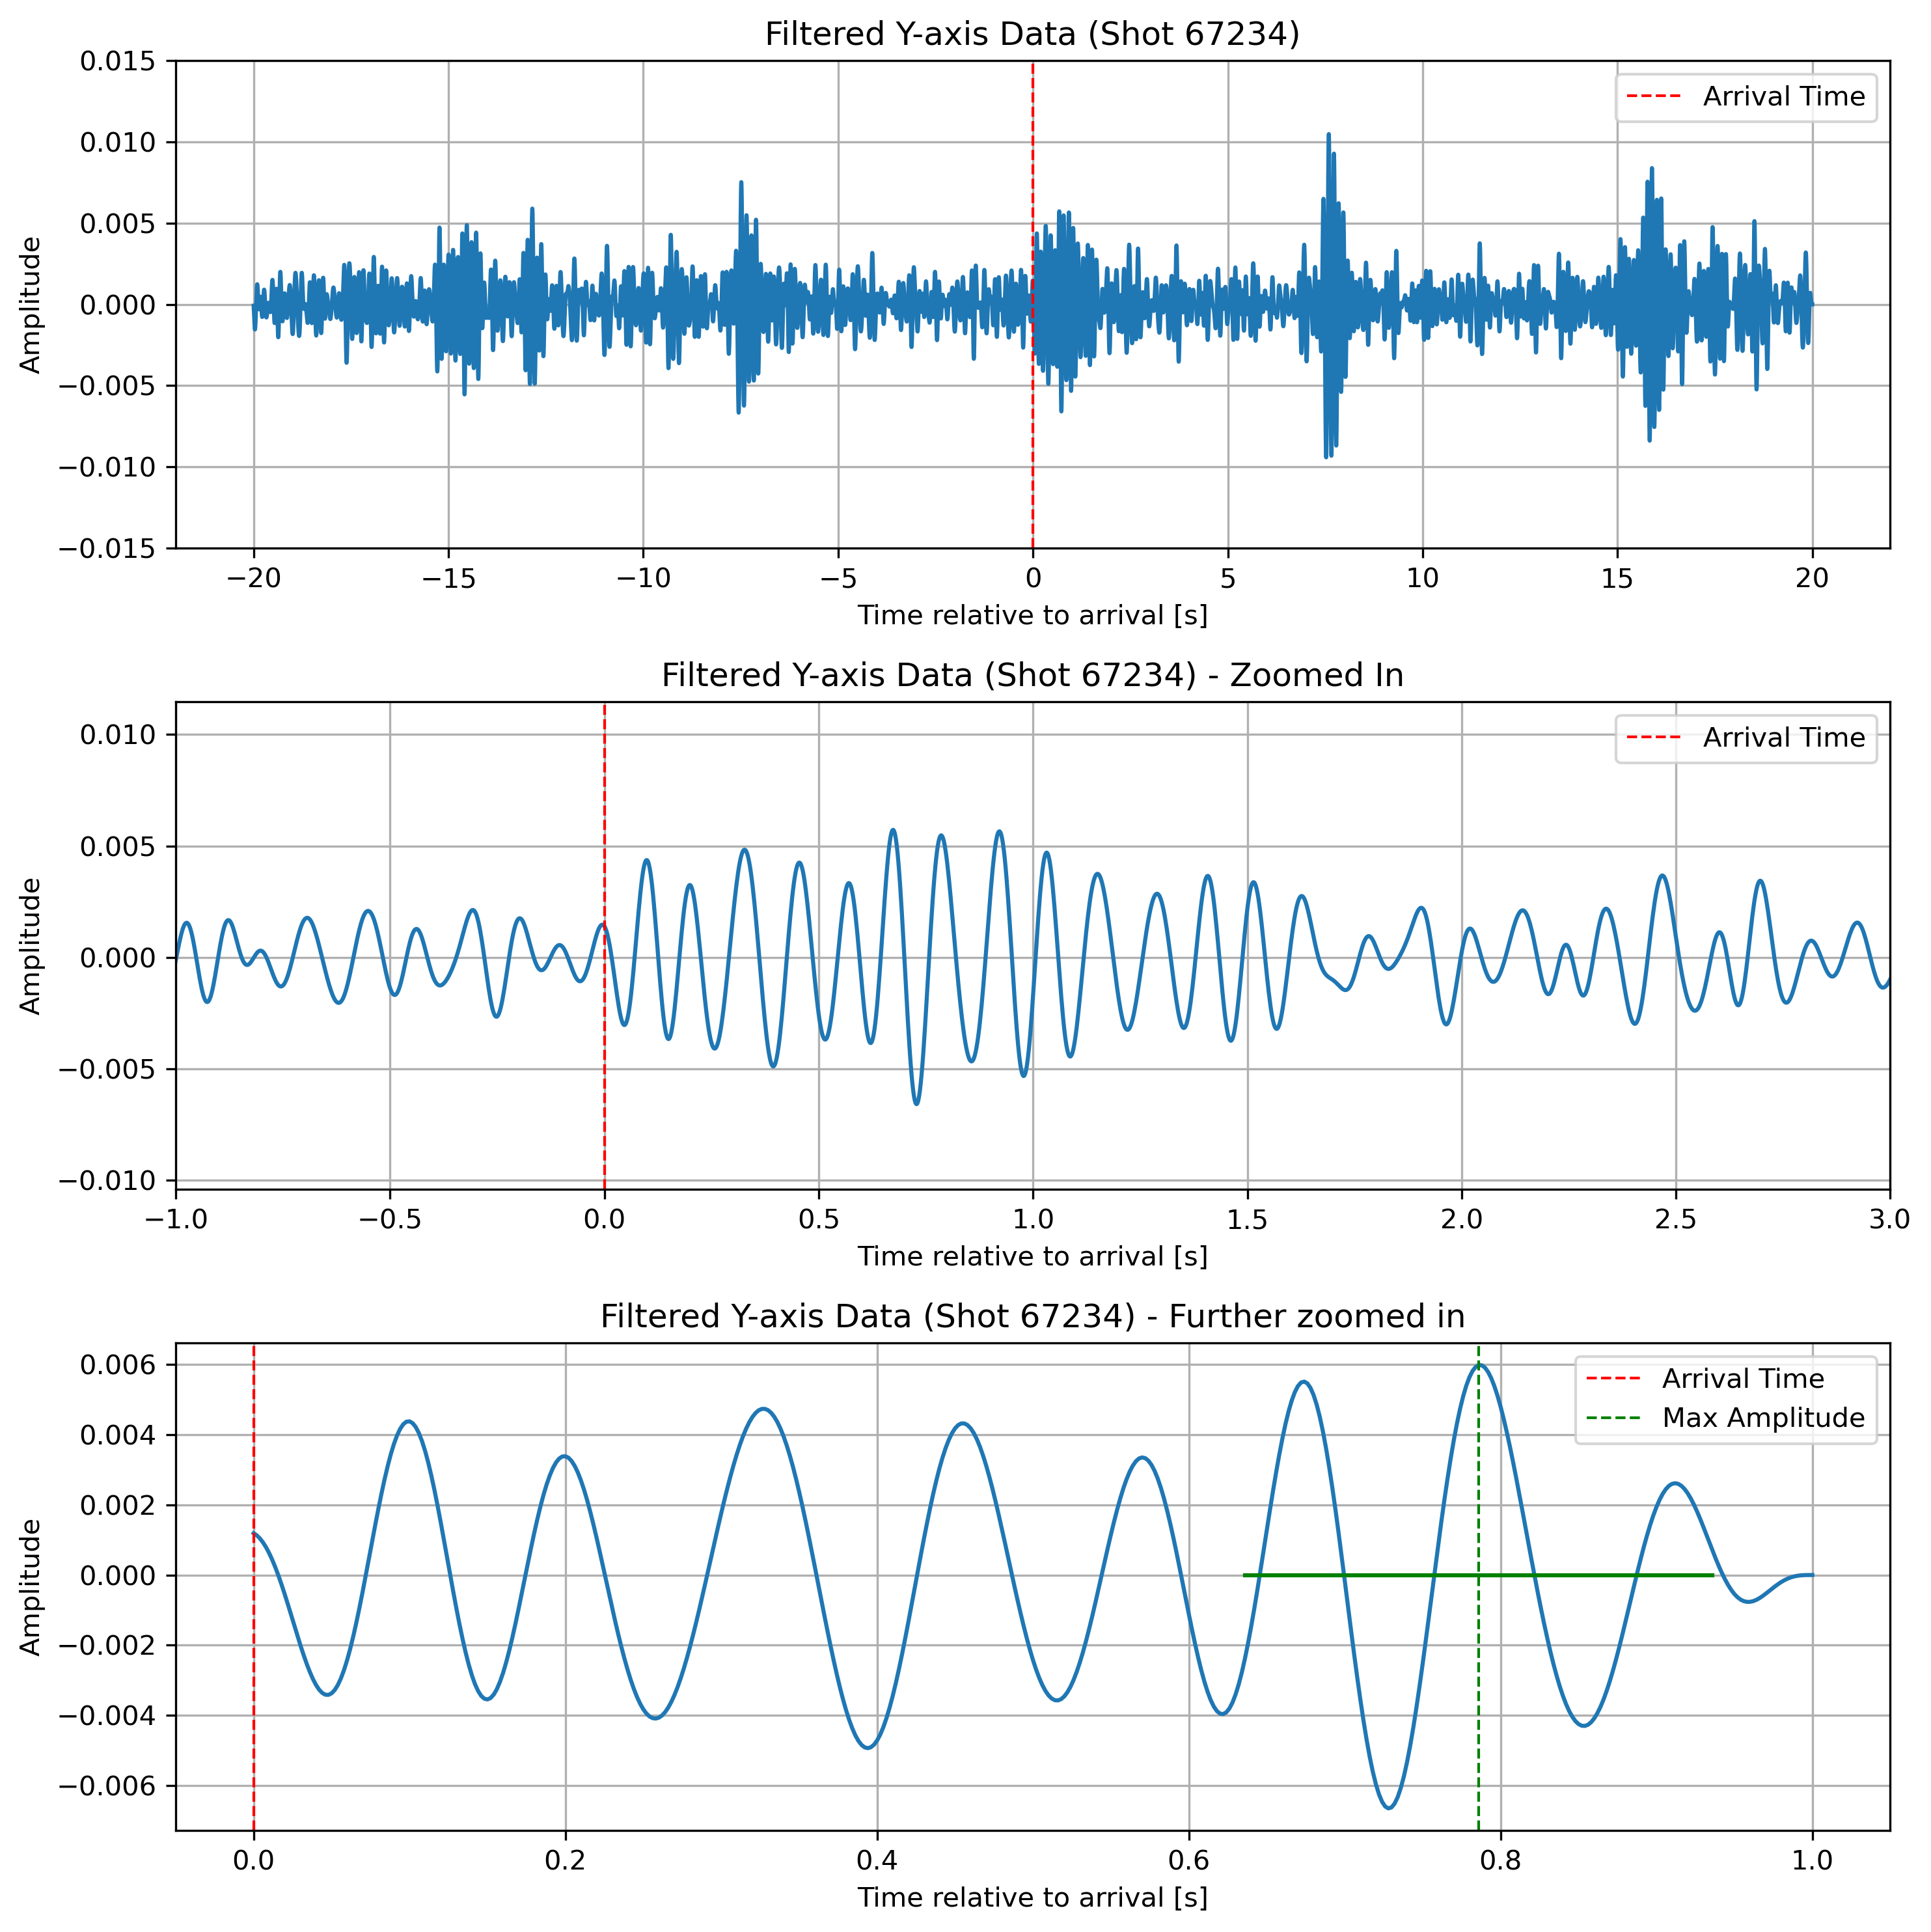 Filtered Y-axis Data (Shot 67234)
0.015
0.010
0.005
0.000
−0.005
−0.010
−0.015
Amplitude
Arrival Time
−20 −15 −10 −5 0 5 10 15 20
Time relative to arrival [s]
Filtered Y-axis Data (Shot 67234) - Zoomed In
0.010
0.005
0.000
−0.005
−0.010
Amplitude
Arrival Time
−1.0 −0.5 0.0 0.5 1.0 1.5 2.0 2.5 3.0
Time relative to arrival [s]
Filtered Y-axis Data (Shot 67234) - Further zoomed in
0.006
0.004
0.002
0.000
−0.002
−0.004
−0.006
Amplitude
Arrival Time
Max Amplitude
0.0 0.2 0.4 0.6 0.8 1.0
Time relative to arrival [s]